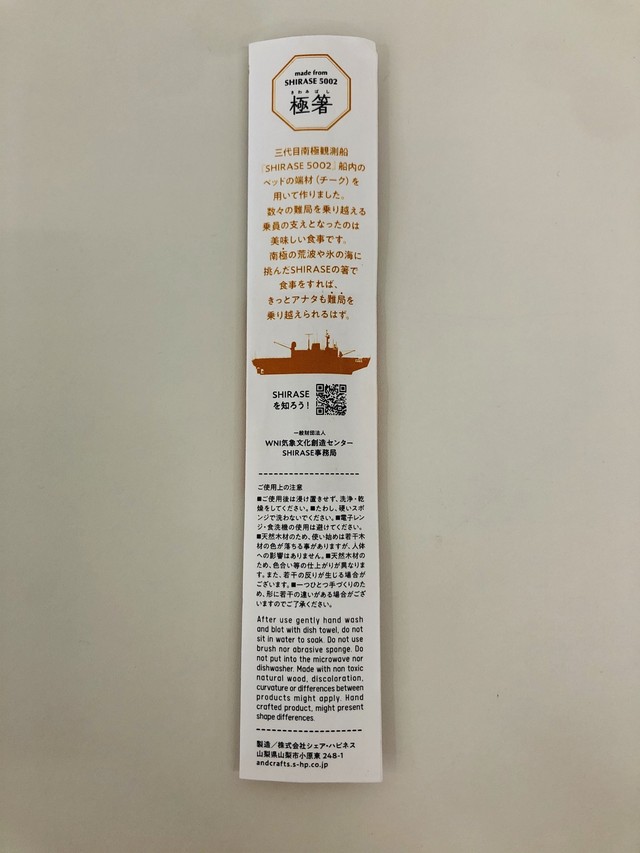 made from
SHIRASE 5002
きわみばし
極箸
三代目南極観測船
「SHIRASE 5002」船内の
ベッドの端材（チーク）を
用いて作りました。
数々の難局を乗り越える
乗員の支えとなったのは
美味しい食事です。
南極の荒波や氷の海に
挑んだSHIRASEの箸で
食事をすれば、
きっとアナタも難局を
乗り越えられるはず。
SHIRASE
を知ろう！
一般財団法人
WNI気象文化創造センター
SHIRASE事務局
ご使用上の注意
■ご使用後は浸け置きせず、洗浄・乾
燥をしてください。■たわし、硬いスポ
ンジで洗わないでください。■電子レン
ジ・食洗機の使用は避けてください。
■天然木材のため、使い始めは若干木
材の色が落ちる事がありますが、人体
への影響はありません。■天然木材の
ため、色合い等の仕上がりが異なりま
す。また、若干の反りが生じる場合が
ございます。■一つひとつ手づくりのた
め、形に若干の違いがある場合がござ
いますのでご了承ください。
After use gently hand wash
and blot with dish towel, do not
sit in water to soak. Do not use
brush nor abrasive sponge. Do
not put into the microwave nor
dishwasher. Made with non toxic
natural wood, discoloration,
curvature or differences between
products might apply. Hand
crafted product, might present
shape differences.
製造／株式会社シェア・ハピネス
山梨県山梨市小原東 248-1
andcrafts.s-hp.co.jp